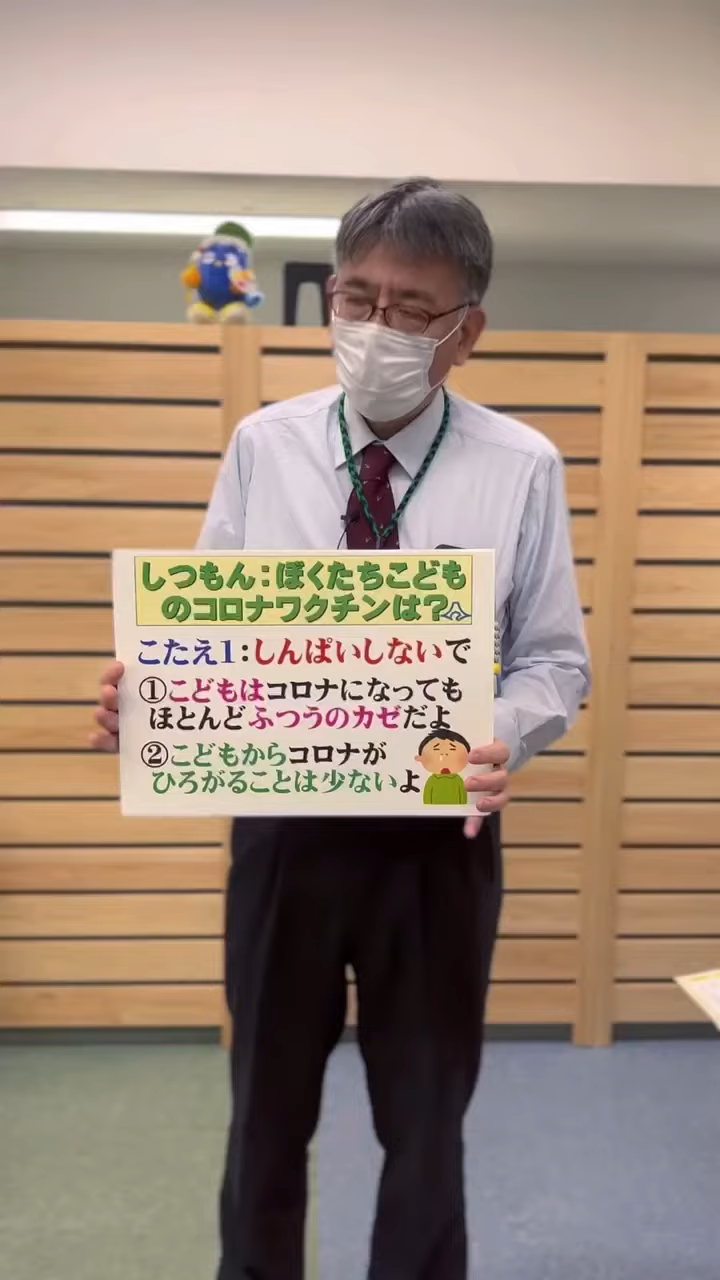 しつもん：ぼくたちこども
のコロナワクチンは？
こたえ1：しんぱいしないで
①こどもはコロナになっても
ほとんどふつうのカゼだよ
②こどもからコロナが
ひろがることは少ないよ